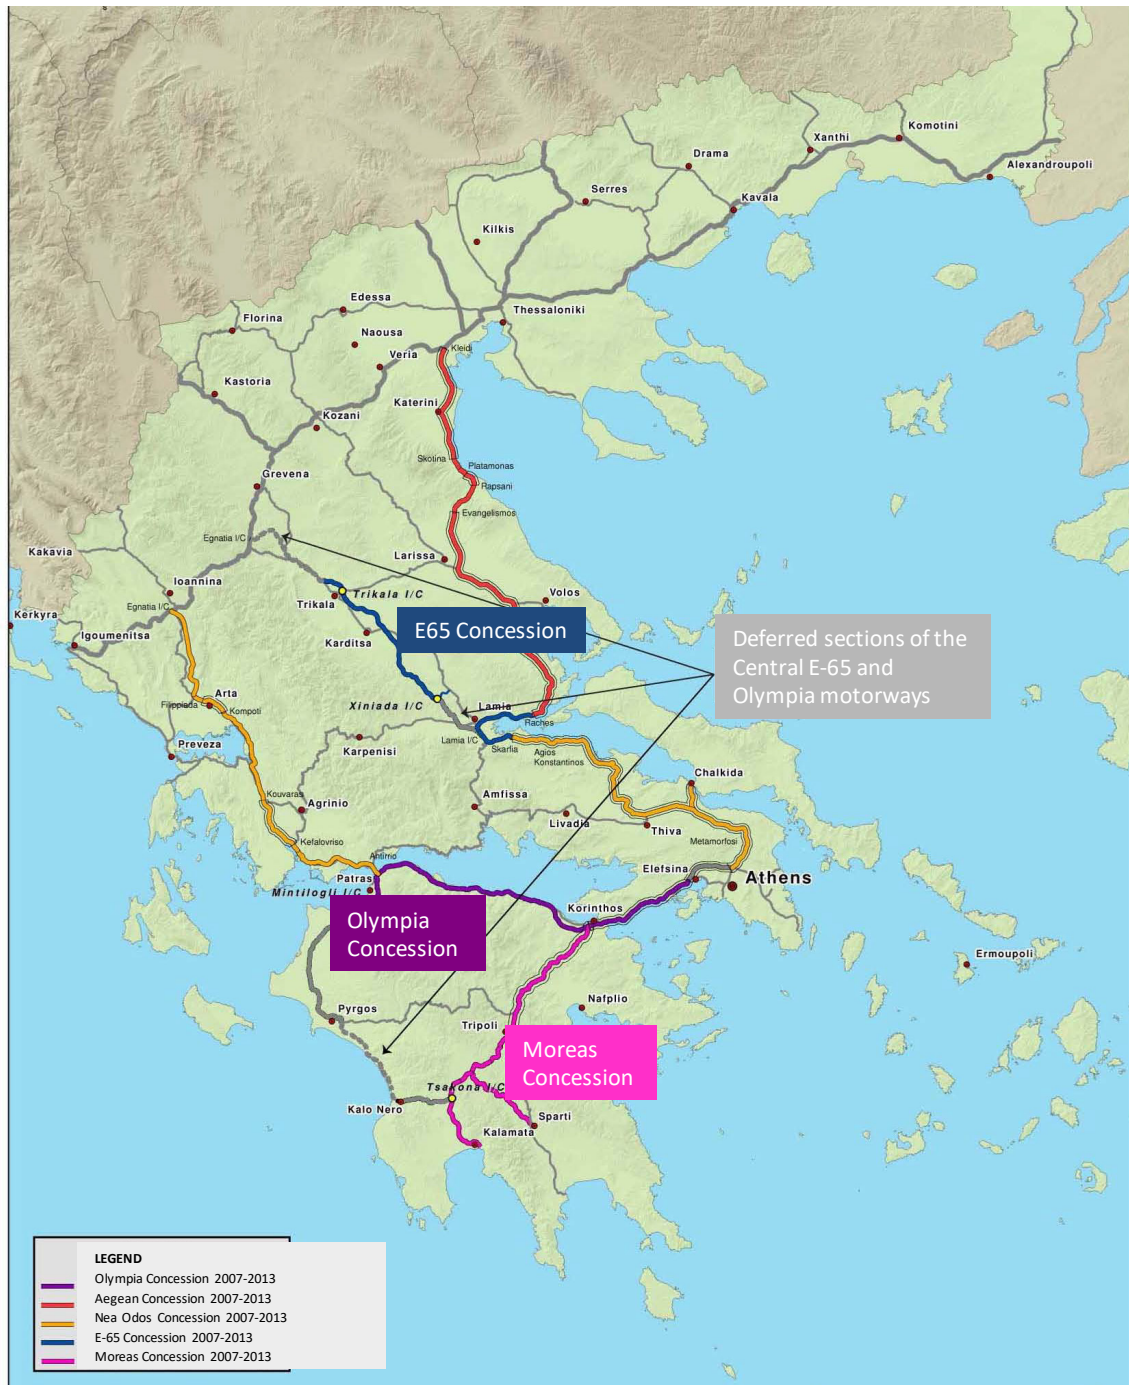 Komotini
Xanthi
Drama
Alexandroupoli
Serres
Kavala
Kilkis
Edessa
Thessaloniki
Florina
Naousa
Kleidi
Veria
Kastoria
Katerini
Kozani
Skotina
Platamonas
Grevena
Rapsani
Evangelismos
Egnatia I/C
Kakavia
Larissa
Ioannina
Trikala I/C
Volos
Trikala
Egnatia I/C
Kerkyra
E65 Concession
Igoumenitsa
Karditsa
Deferred sections of the
Central E-65 and
Olympia motorways
Arta
Filippiada
Kompoti
Xiniada I/C
Lamia
Raches
Lamia I/C
Preveza
Karpenisi
Skarfia
Agios
Konstantinos
Chalkida
Kouvaras
Agrinio
Amfissa
Livadia
Thiva
Kefalovriso
Metamorfosi
Antirrio
Patras
Elefsina
Athens
Mintilogli I/C
Korinthos
Olympia
Concession
Ermoupoli
Nafplio
Pyrgos
Tripoli
Moreas
Concession
Tsakona I/C
Kalo Nero
Sparti
Kalamata
LEGEND
Olympia Concession 2007-2013
Aegean Concession 2007-2013
Nea Odos Concession 2007-2013
E-65 Concession 2007-2013
Moreas Concession 2007-2013